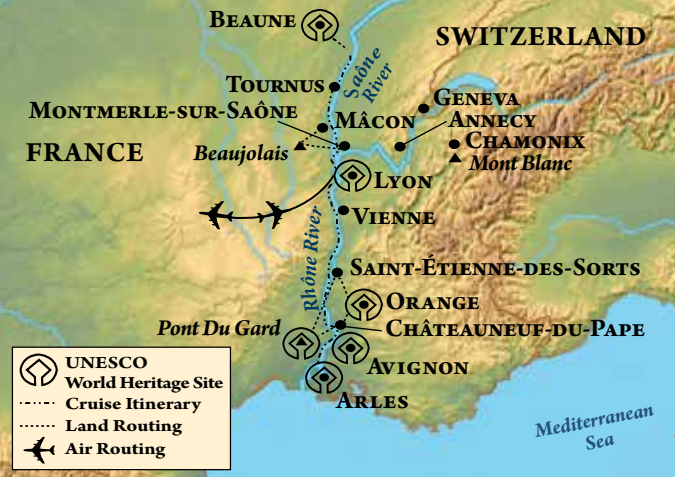 BEAUNE
SWITZERLAND
Saône
River
TOURNUS
GENEVA
MONTMERLE-SUR-SAÔNE
MÂCON
ANNECY
FRANCE
Beaujolais
CHAMONIX
Mont Blanc
LYON
VIENNE
Rhône River
SAINT-ÉTIENNE-DES-SORTS
ORANGE
Pont Du Gard
CHÂTEAUNEUF-DU-PAPE
AVIGNON
ARLES
UNESCO
World Heritage Site
Cruise Itinerary
Land Routing
Air Routing
Mediterranean
Sea